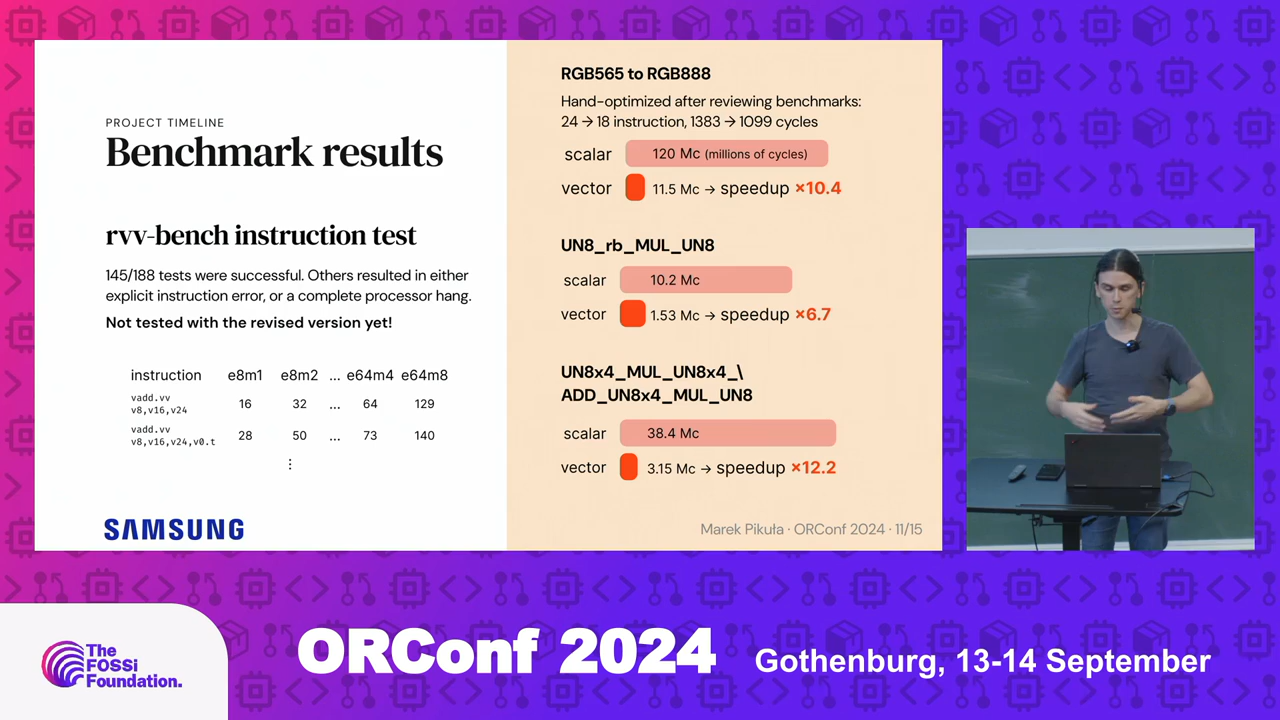 PROJECT TIMELINE
Benchmark results
rvv-bench instruction test
145/188 tests were successful. Others resulted in either
explicit instruction error, or a complete processor hang.
Not tested with the revised version yet!
instruction e8m1 e8m2 ... e64m4 e64m8
vadd.vv
v8,v16,v24
16 32 ... 64 129
vadd.vv
v8,v16,v24,v0.t
28 50 ... 73 140
⋮
SAMSUNG
RGB565 to RGB888
Hand-optimized after reviewing benchmarks:
24 → 18 instruction, 1383 → 1099 cycles
scalar 120 Mc (millions of cycles)
vector 11.5 Mc → speedup ×10.4
UN8_rb_MUL_UN8
scalar 10.2 Mc
vector 1.53 Mc → speedup ×6.7
UN8x4_MUL_UN8x4_\
ADD_UN8x4_MUL_UN8
scalar 38.4 Mc
vector 3.15 Mc → speedup ×12.2
Marek Pikuła · ORConf 2024 · 11/15
The
FOSSi
Foundation.
ORConf 2024
Gothenburg, 13-14 September